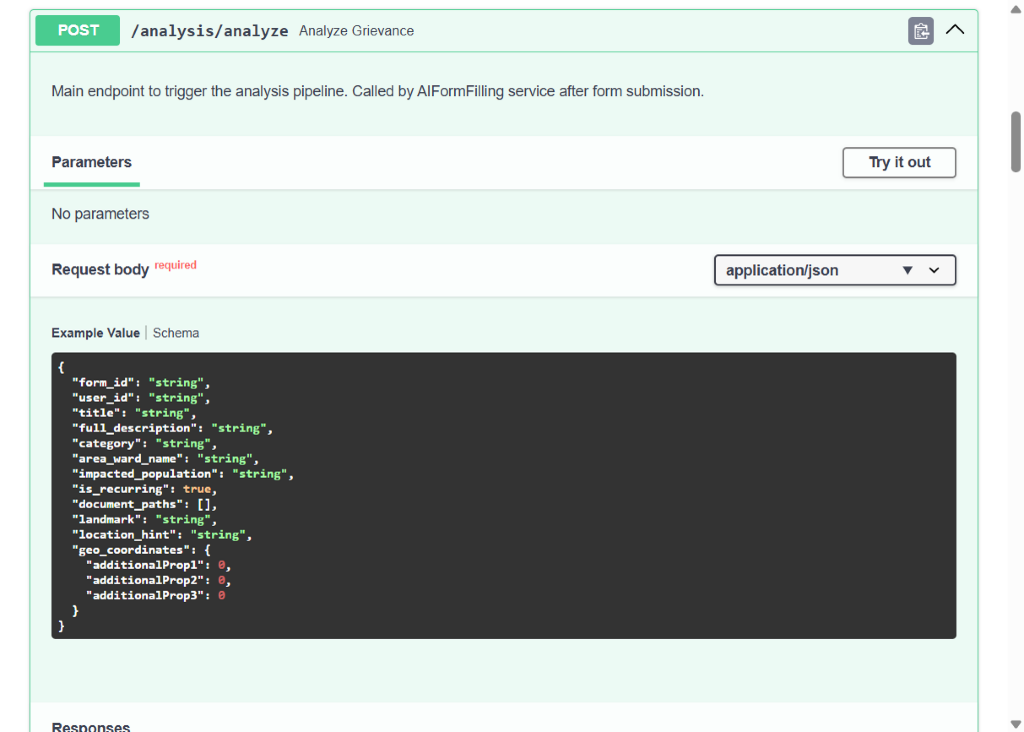 POST /analysis/analyze Analyze Grievance
Main endpoint to trigger the analysis pipeline. Called by AIFormFilling service after form submission.
Parameters
Try it out
No parameters
Request body required
application/json
Example Value | Schema
{
  "form_id": "string",
  "user_id": "string",
  "title": "string",
  "full_description": "string",
  "category": "string",
  "area_ward_name": "string",
  "impacted_population": "string",
  "is_recurring": true,
  "document_paths": [],
  "landmark": "string",
  "location_hint": "string",
  "geo_coordinates": {
    "additionalProp1": 0,
    "additionalProp2": 0,
    "additionalProp3": 0
  }
}
Responses